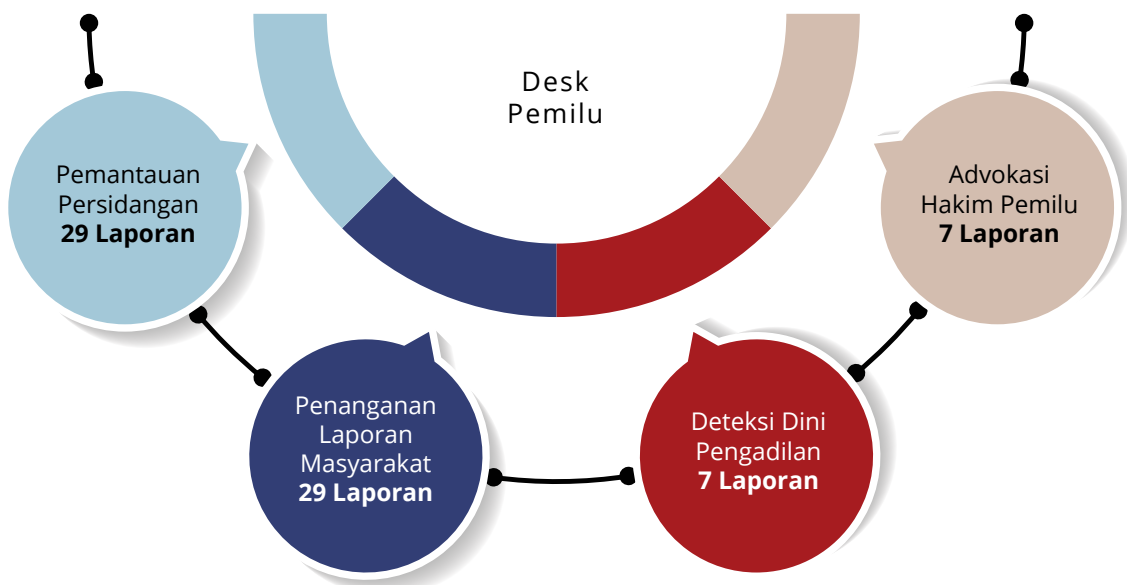 Desk
Pemilu
Pemantauan
Persidangan
29 Laporan
Penanganan
Laporan
Masyarakat
29 Laporan
Deteksi Dini
Pengadilan
7 Laporan
Advokasi
Hakim Pemilu
7 Laporan